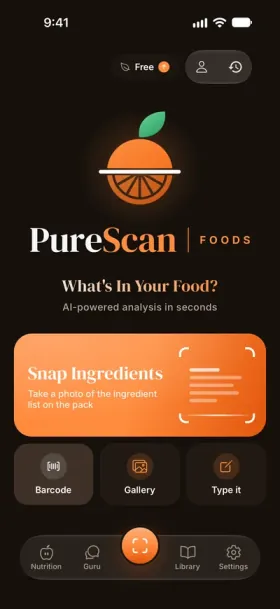 9:41
Free
PureScan | FOODS
What's In Your Food?
AI-powered analysis in seconds
Snap Ingredients
Take a photo of the ingredient
list on the pack
Barcode
Gallery
Type it
Nutrition
Guru
Library
Settings